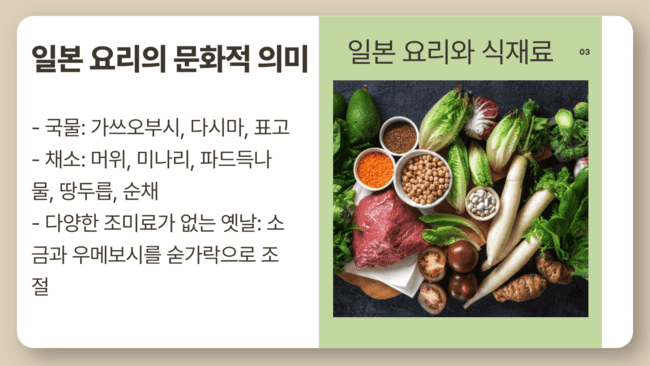 일본 요리의 문화적 의미
- 국물: 가쓰오부시, 다시마, 표고
- 채소: 머위, 미나리, 파드득나
물, 땅두릅, 순채
- 다양한 조미료가 없는 옛날: 소
금과 우메보시를 숟가락으로 조
절
일본 요리와 식재료
03